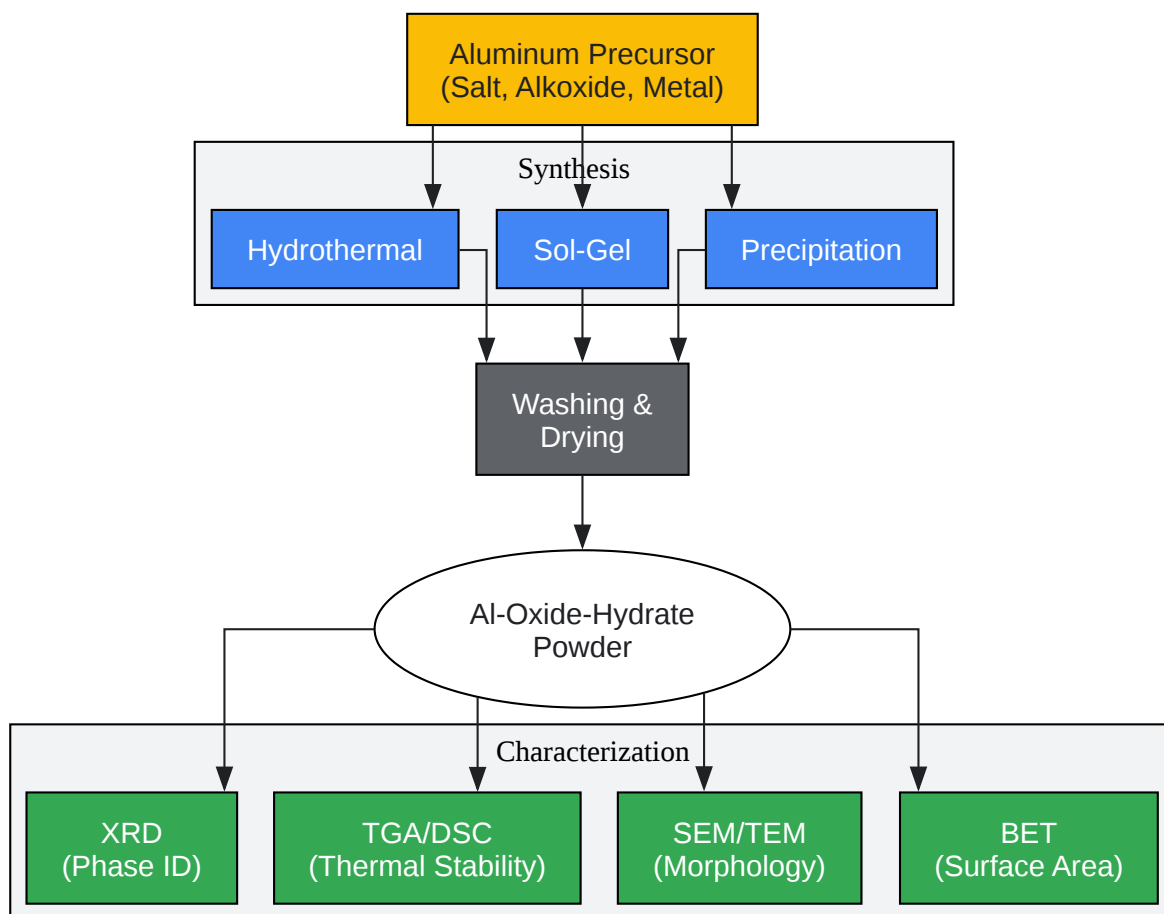 Aluminum Precursor
(Salt, Alkoxide, Metal)
Synthesis
Hydrothermal
Sol-Gel
Precipitation
Washing &
Drying
Al-Oxide-Hydrate
Powder
Characterization
XRD
(Phase ID)
TGA/DSC
(Thermal Stability)
SEM/TEM
(Morphology)
BET
(Surface Area)